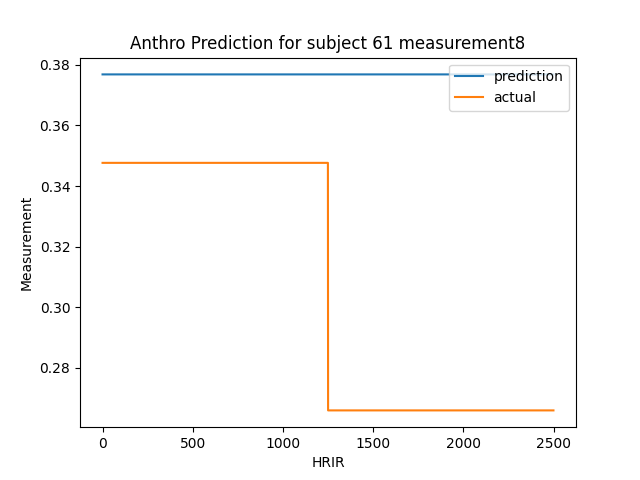 Anthro Prediction for subject 61 measurement8
prediction
actual
0.38
0.36
0.34
0.32
0.30
0.28
Measurement
0
500
1000
1500
2000
2500
HRIR